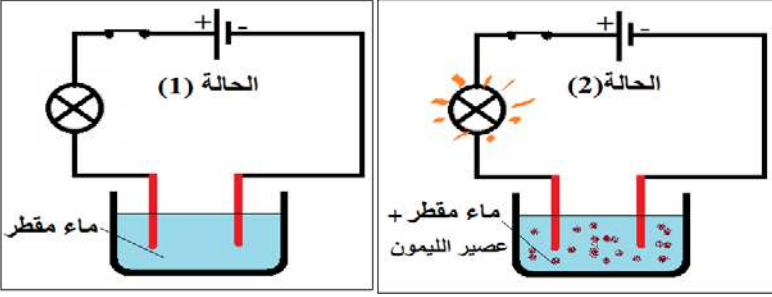 + -
الحالة (1)
ماء مقطر
+ -
الحالة(2)
ماء مقطر +
عصير الليمون